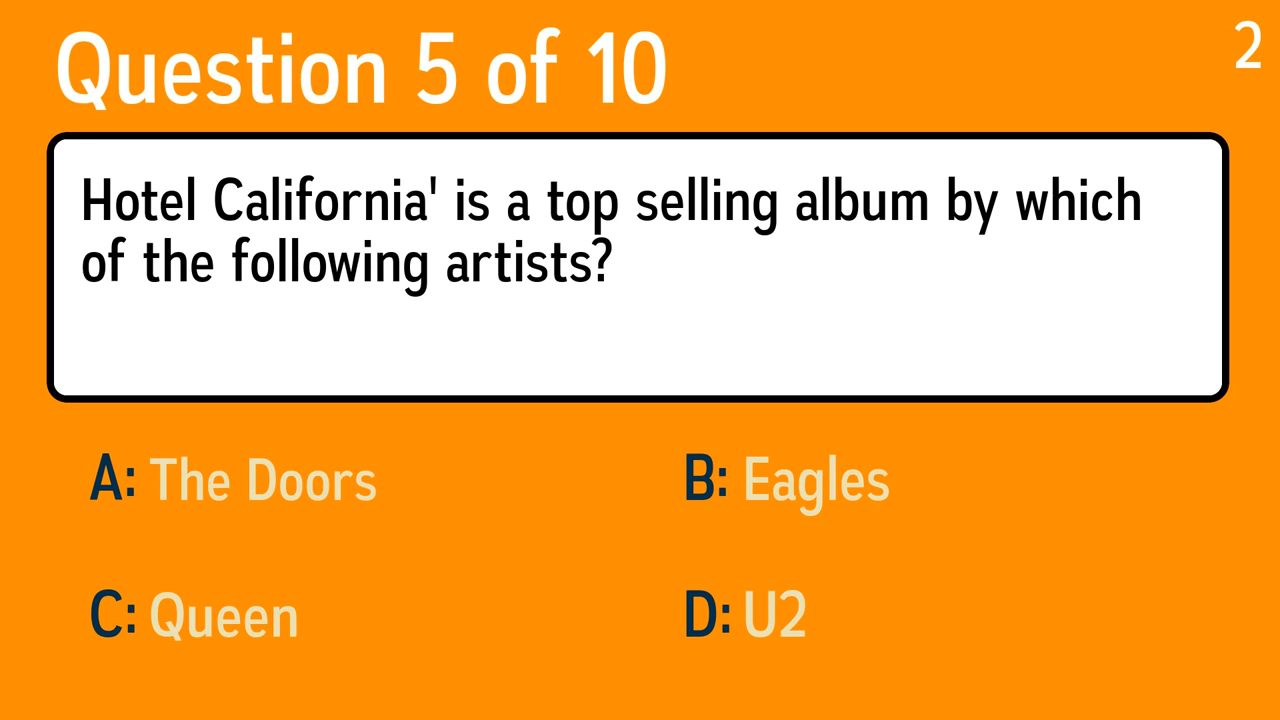 Question 5 of 10
2
Hotel California' is a top selling album by which
of the following artists?
A: The Doors
B: Eagles
C: Queen
D: U2